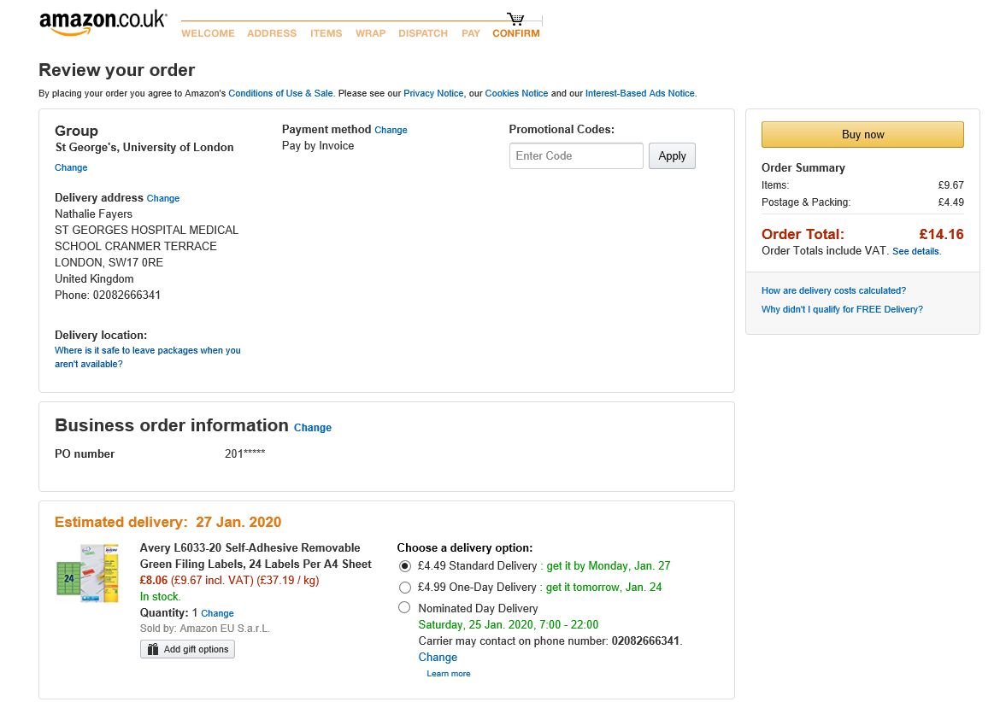 amazon.co.uk
WELCOME ADDRESS ITEMS WRAP DISPATCH PAY CONFIRM
Review your order
By placing your order you agree to Amazon's Conditions of Use & Sale. Please see our Privacy Notice, our Cookies Notice and our Interest-Based Ads Notice.
Group
St George's, University of London
Change
Delivery address Change
Nathalie Fayers
ST GEORGES HOSPITAL MEDICAL
SCHOOL CRANMER TERRACE
LONDON, SW17 0RE
United Kingdom
Phone: 02082666341
Delivery location:
Where is it safe to leave packages when you
aren't available?
Payment method Change
Pay by Invoice
Promotional Codes:
Enter Code Apply
Buy now
Order Summary
Items: £9.67
Postage & Packing: £4.49
Order Total: £14.16
Order Totals include VAT. See details.
How are delivery costs calculated?
Why didn't I qualify for FREE Delivery?
Business order information Change
PO number 201*****
Estimated delivery: 27 Jan. 2020
24
Avery L6033-20 Self-Adhesive Removable
Green Filing Labels, 24 Labels Per A4 Sheet
£8.06 (£9.67 incl. VAT) (£37.19 / kg)
In stock.
Quantity: 1 Change
Sold by: Amazon EU S.a.r.L.
Add gift options
Choose a delivery option:
£4.49 Standard Delivery : get it by Monday, Jan. 27
£4.99 One-Day Delivery : get it tomorrow, Jan. 24
Nominated Day Delivery
Saturday, 25 Jan. 2020, 7:00 - 22:00
Carrier may contact on phone number: 02082666341.
Change
Learn more